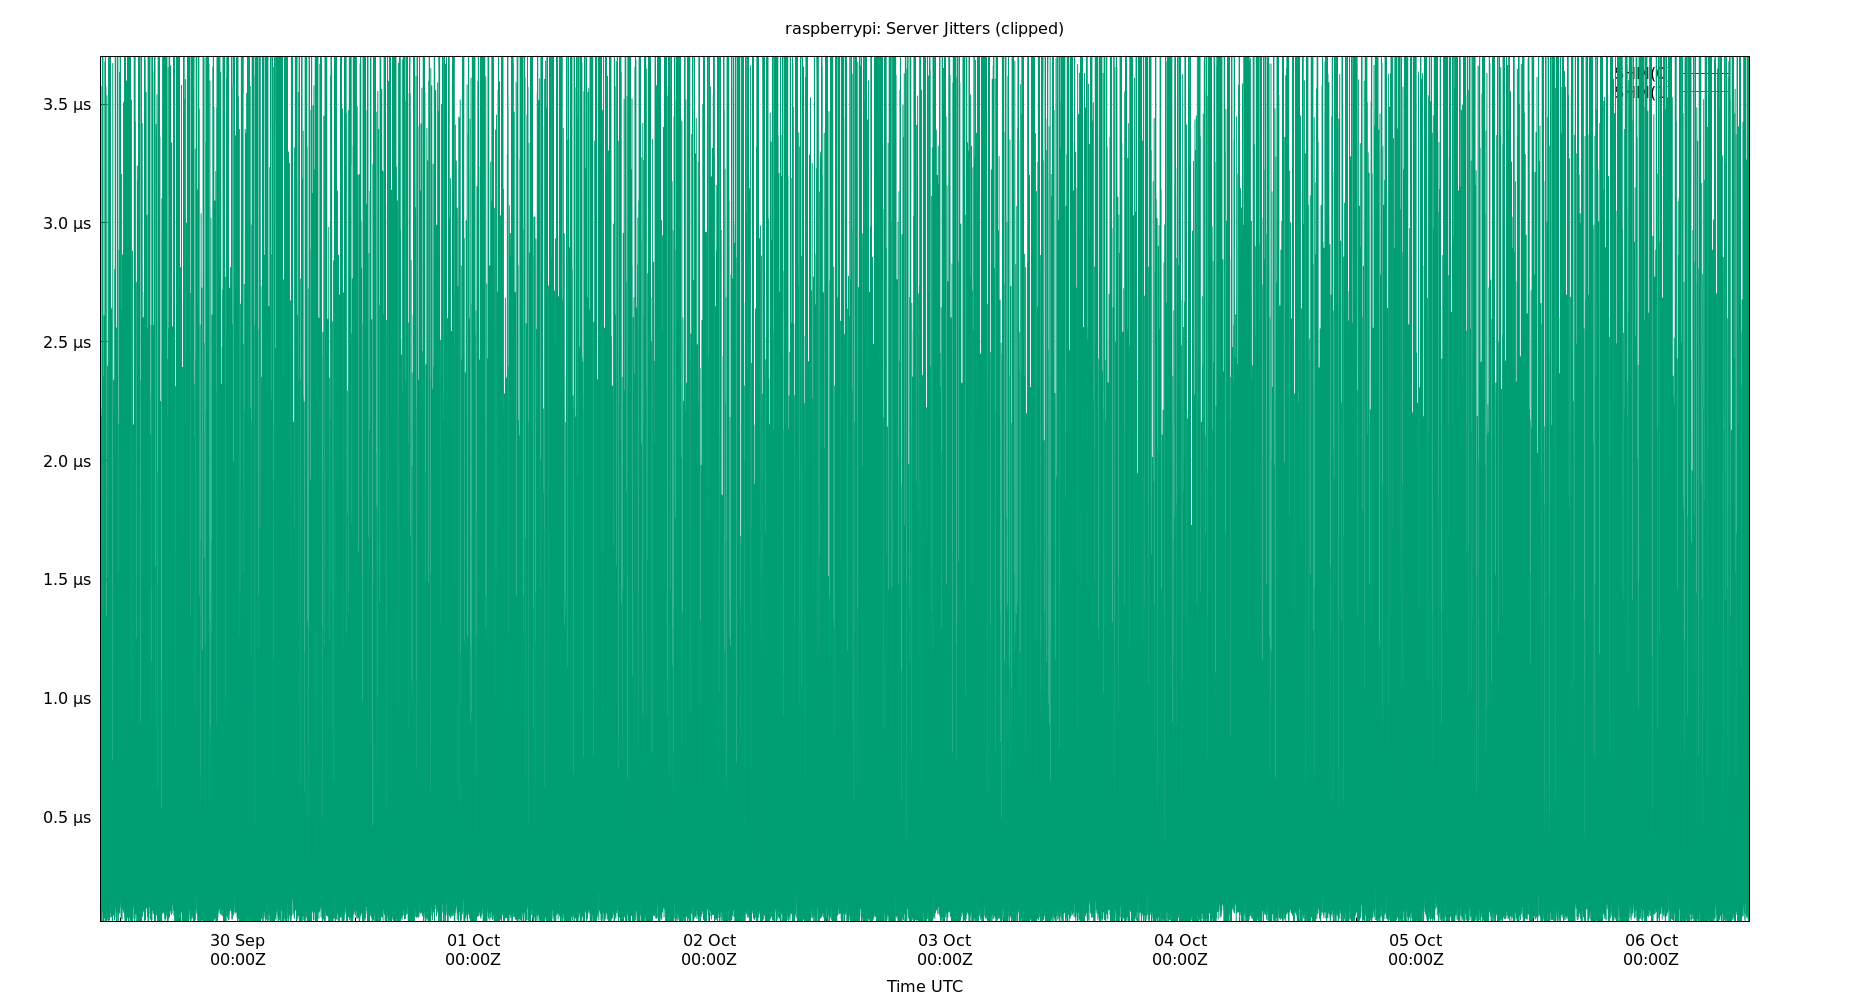 raspberrypi: Server Jitters (clipped)
3.5 µs
3.0 µs
2.5 µs
2.0 µs
1.5 µs
1.0 µs
0.5 µs
30 Sep 01 Oct 02 Oct 03 Oct 04 Oct 05 Oct 06 Oct
00:00Z 00:00Z 00:00Z 00:00Z 00:00Z 00:00Z 00:00Z
Time UTC